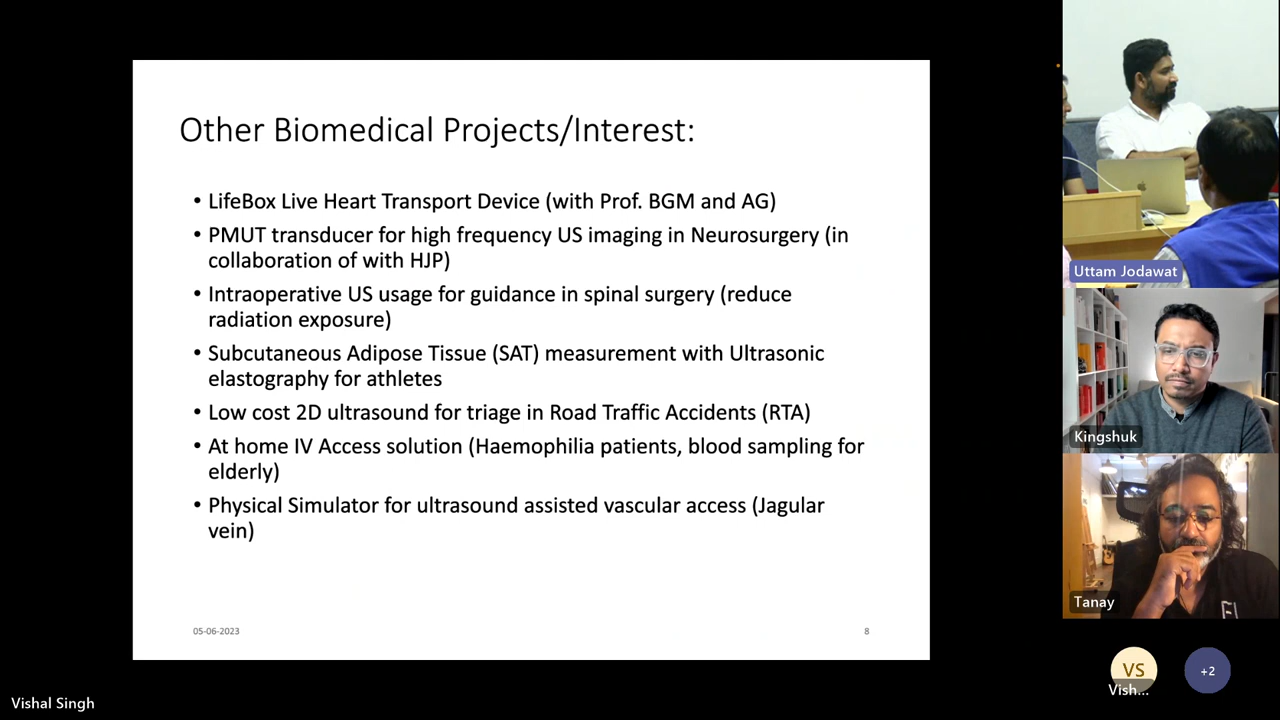 Other Biomedical Projects/Interest:
• LifeBox Live Heart Transport Device (with Prof. BGM and AG)
• PMUT transducer for high frequency US imaging in Neurosurgery (in
collaboration of with HJP)
• Intraoperative US usage for guidance in spinal surgery (reduce
radiation exposure)
• Subcutaneous Adipose Tissue (SAT) measurement with Ultrasonic
elastography for athletes
• Low cost 2D ultrasound for triage in Road Traffic Accidents (RTA)
• At home IV Access solution (Haemophilia patients, blood sampling for
elderly)
• Physical Simulator for ultrasound assisted vascular access (Jagular
vein)
05-06-2023
8
Uttam Jodawat
Kingshuk
Tanay
VS
Vish...
+2
Vishal Singh